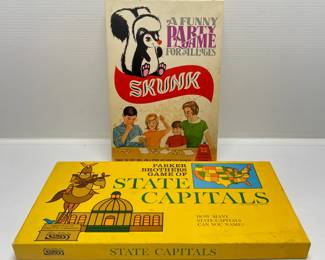 A FUNNY
PARTY
GAME
FOR ALL AGES
SKUNK
PARKER BROTHERS
GAME OF
STATE
CAPITALS
HOW MANY
STATE CAPITALS
CAN YOU NAME?
STATE CAPITALS